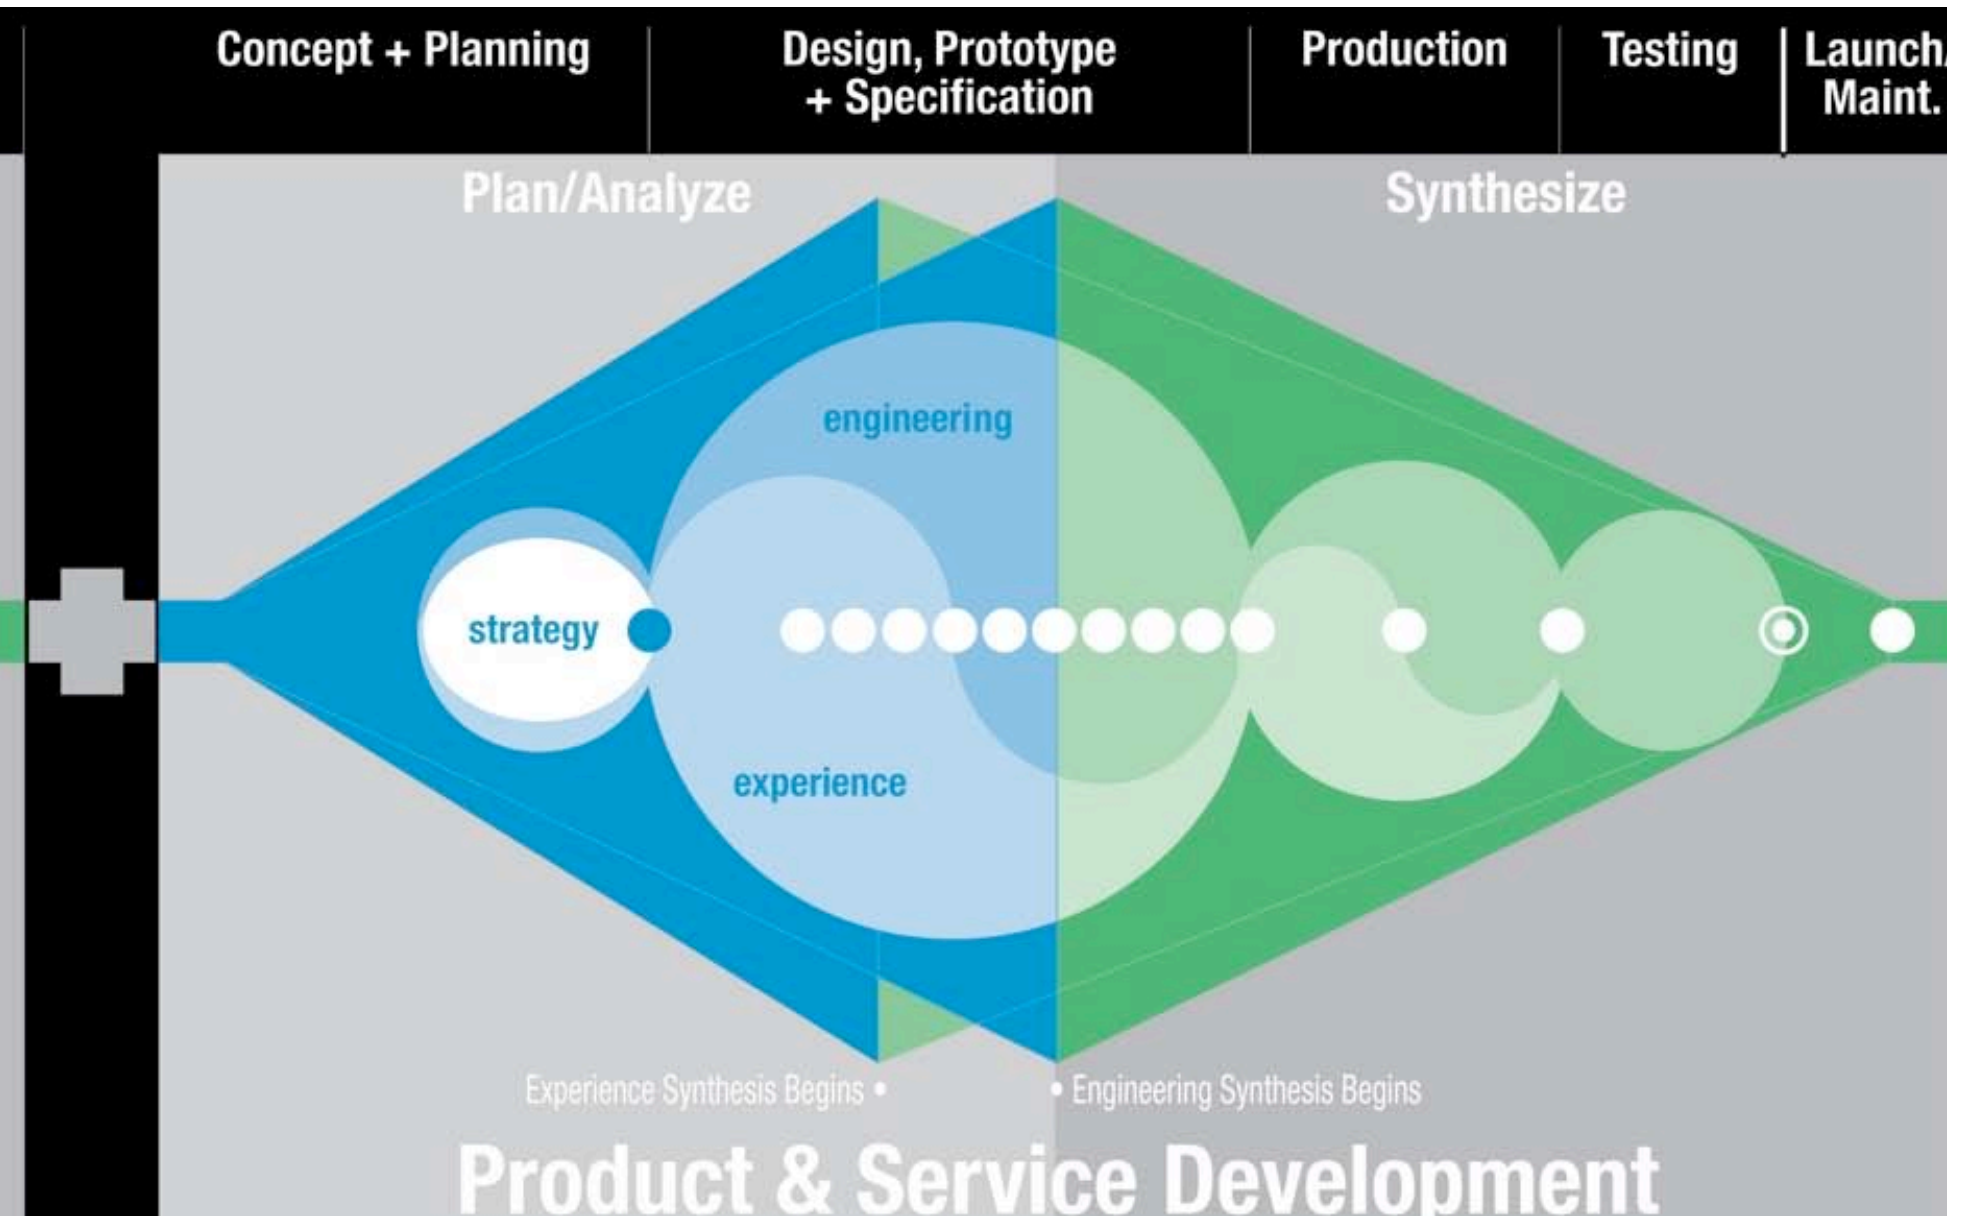 Concept + Planning
Design, Prototype
+ Specification
Production
Testing
Launch/
Maint.
Plan/Analyze
Synthesize
engineering
strategy
experience
Experience Synthesis Begins •
• Engineering Synthesis Begins
Product & Service Development